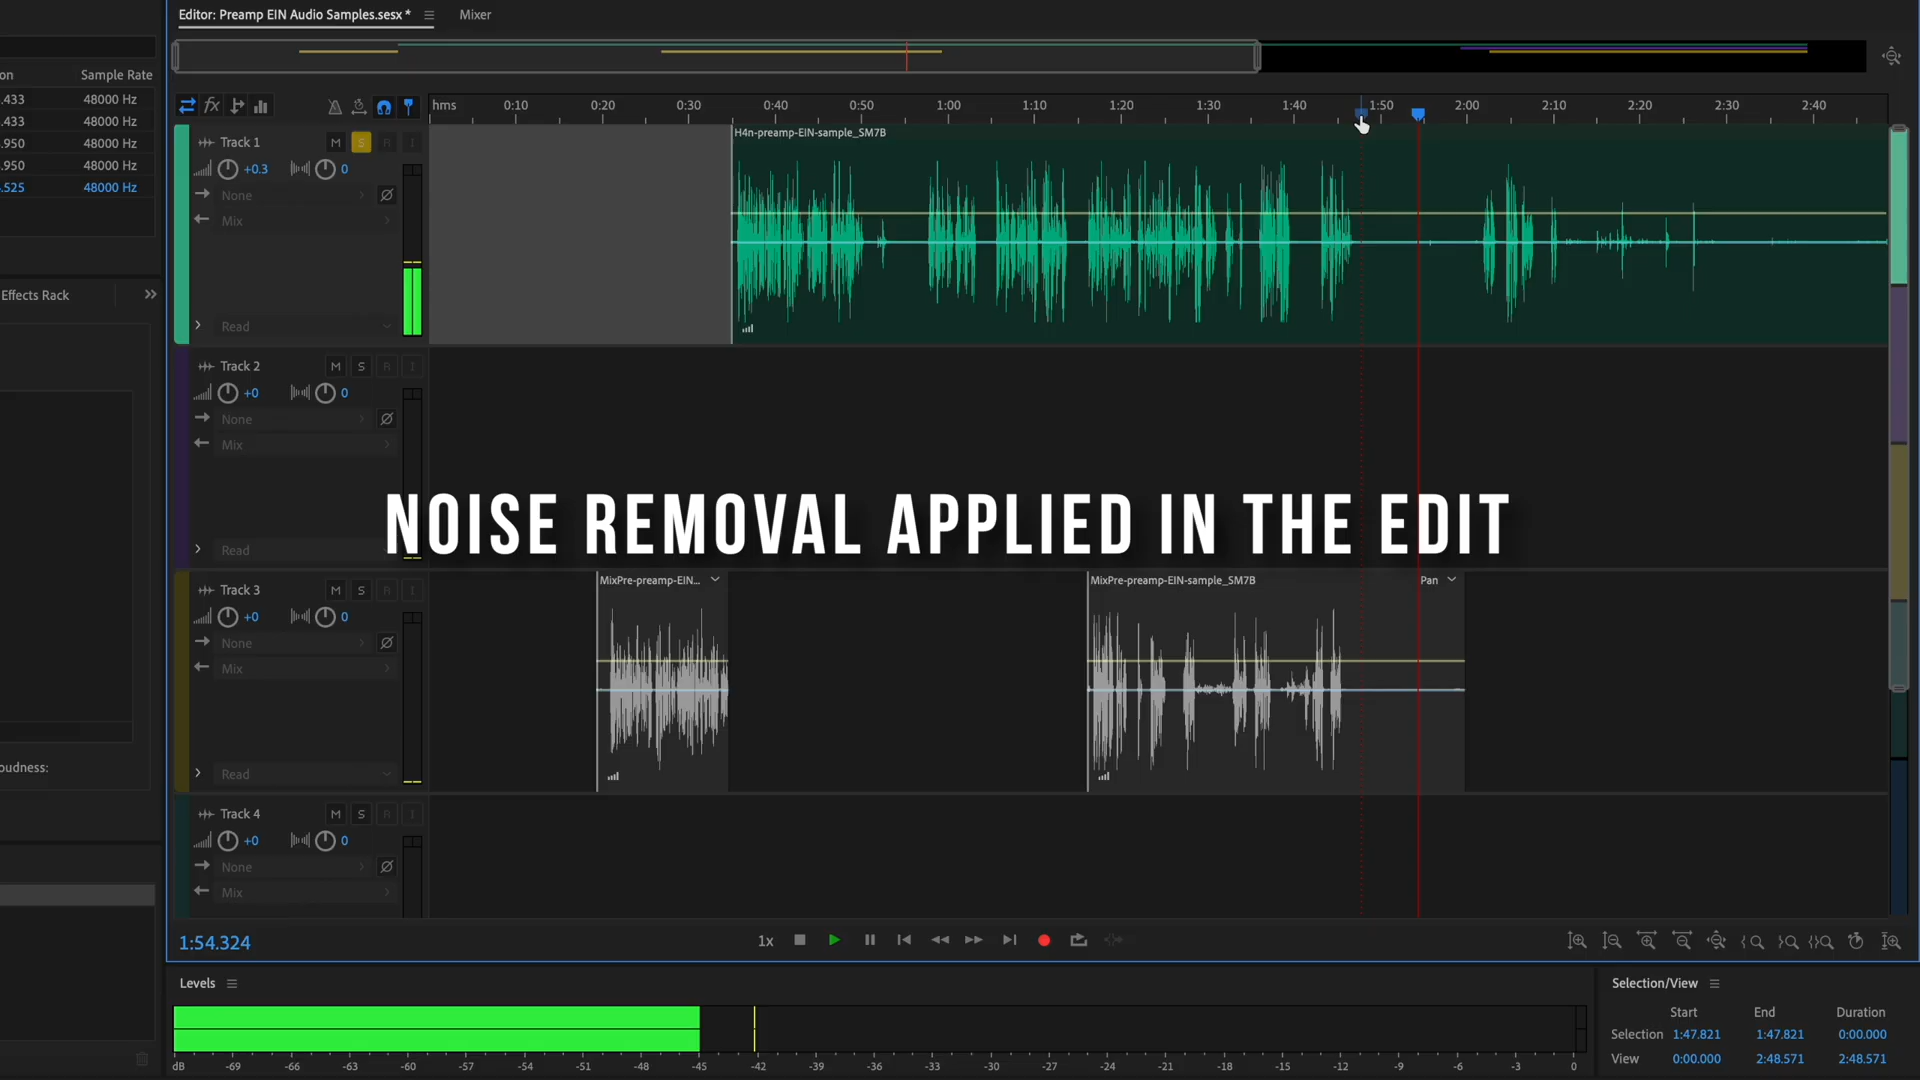 Editor: Preamp EIN Audio Samples.sesx *
Mixer
on Sample Rate
.433 48000 Hz
.433 48000 Hz
.950 48000 Hz
.950 48000 Hz
.525 48000 Hz
Effects Rack
oudness:
fx
hms 0:10 0:20 0:30 0:40 0:50 1:00 1:10 1:20 1:30 1:40 1:50 2:00 2:10 2:20 2:30 2:40
Track 1 M S R I
+0.3 0
None
Mix
Read
H4n-preamp-EIN-sample_SM7B
Track 2 M S R I
+0 0
None
Mix
Read
NOISE REMOVAL APPLIED IN THE EDIT
Track 3 M S R I
+0 0
None
Mix
Read
MixPre-preamp-EIN...
MixPre-preamp-EIN-sample_SM7B Pan
Track 4 M S R I
+0 0
None
Mix
1:54.324
1x
Levels
dB -69 -66 -63 -60 -57 -54 -51 -48 -45 -42 -39 -36 -33 -30 -27 -24 -21 -18 -15 -12 -9 -6 -3 0
Selection/View
Start End Duration
Selection 1:47.821 1:47.821 0:00.000
View 0:00.000 2:48.571 2:48.571